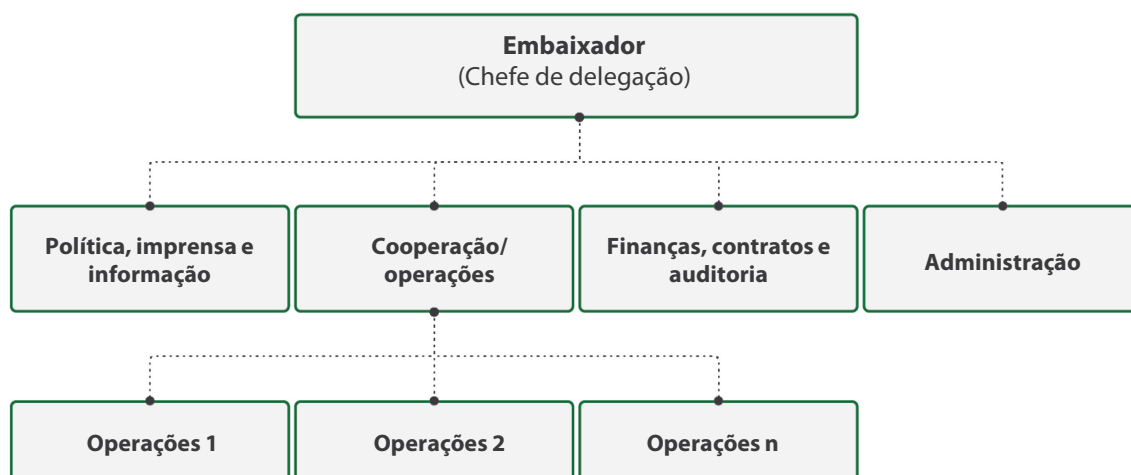 Embaixador
(Chefe de delegação)
Política, imprensa e
informação
Cooperação/
operações
Finanças, contratos e
auditoria
Administração
Operações 1
Operações 2
Operações n